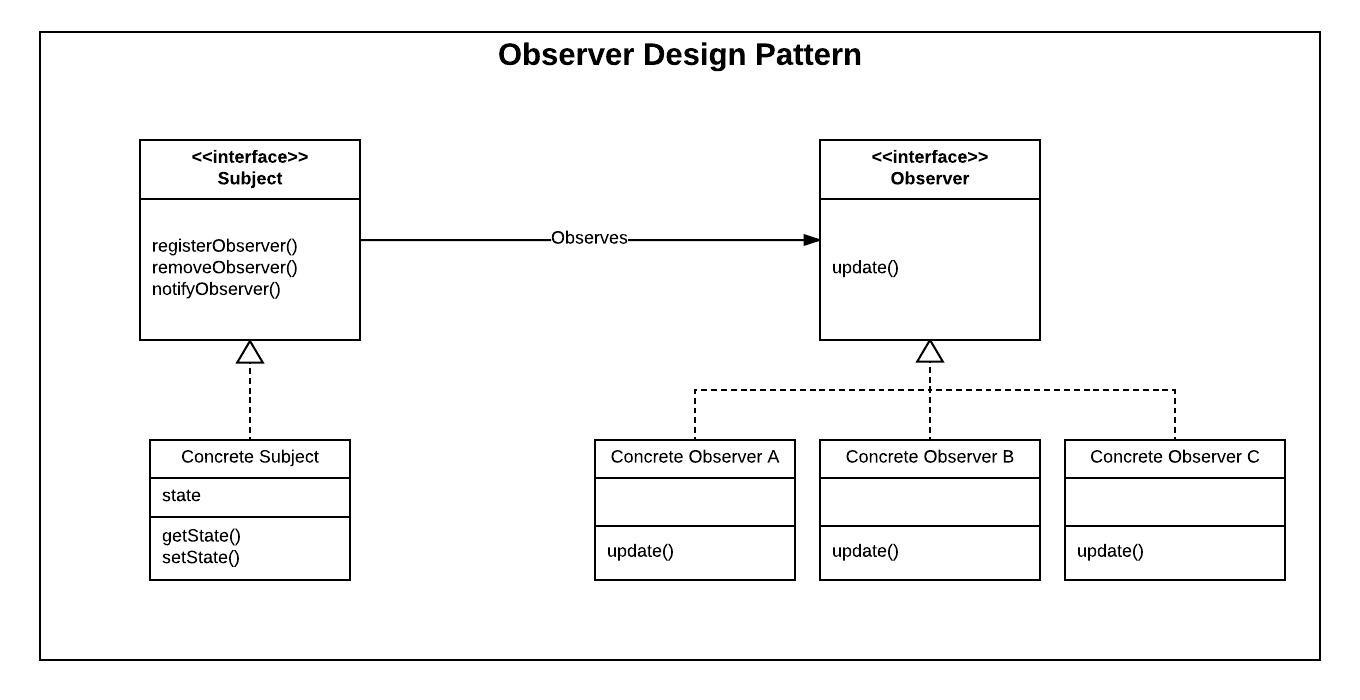 Observer Design Pattern
<<interface>>
Subject
registerObserver()
removeObserver()
notifyObserver()
Observes
<<interface>>
Observer
update()
Concrete Subject
state
getState()
setState()
Concrete Observer A
update()
Concrete Observer B
update()
Concrete Observer C
update()